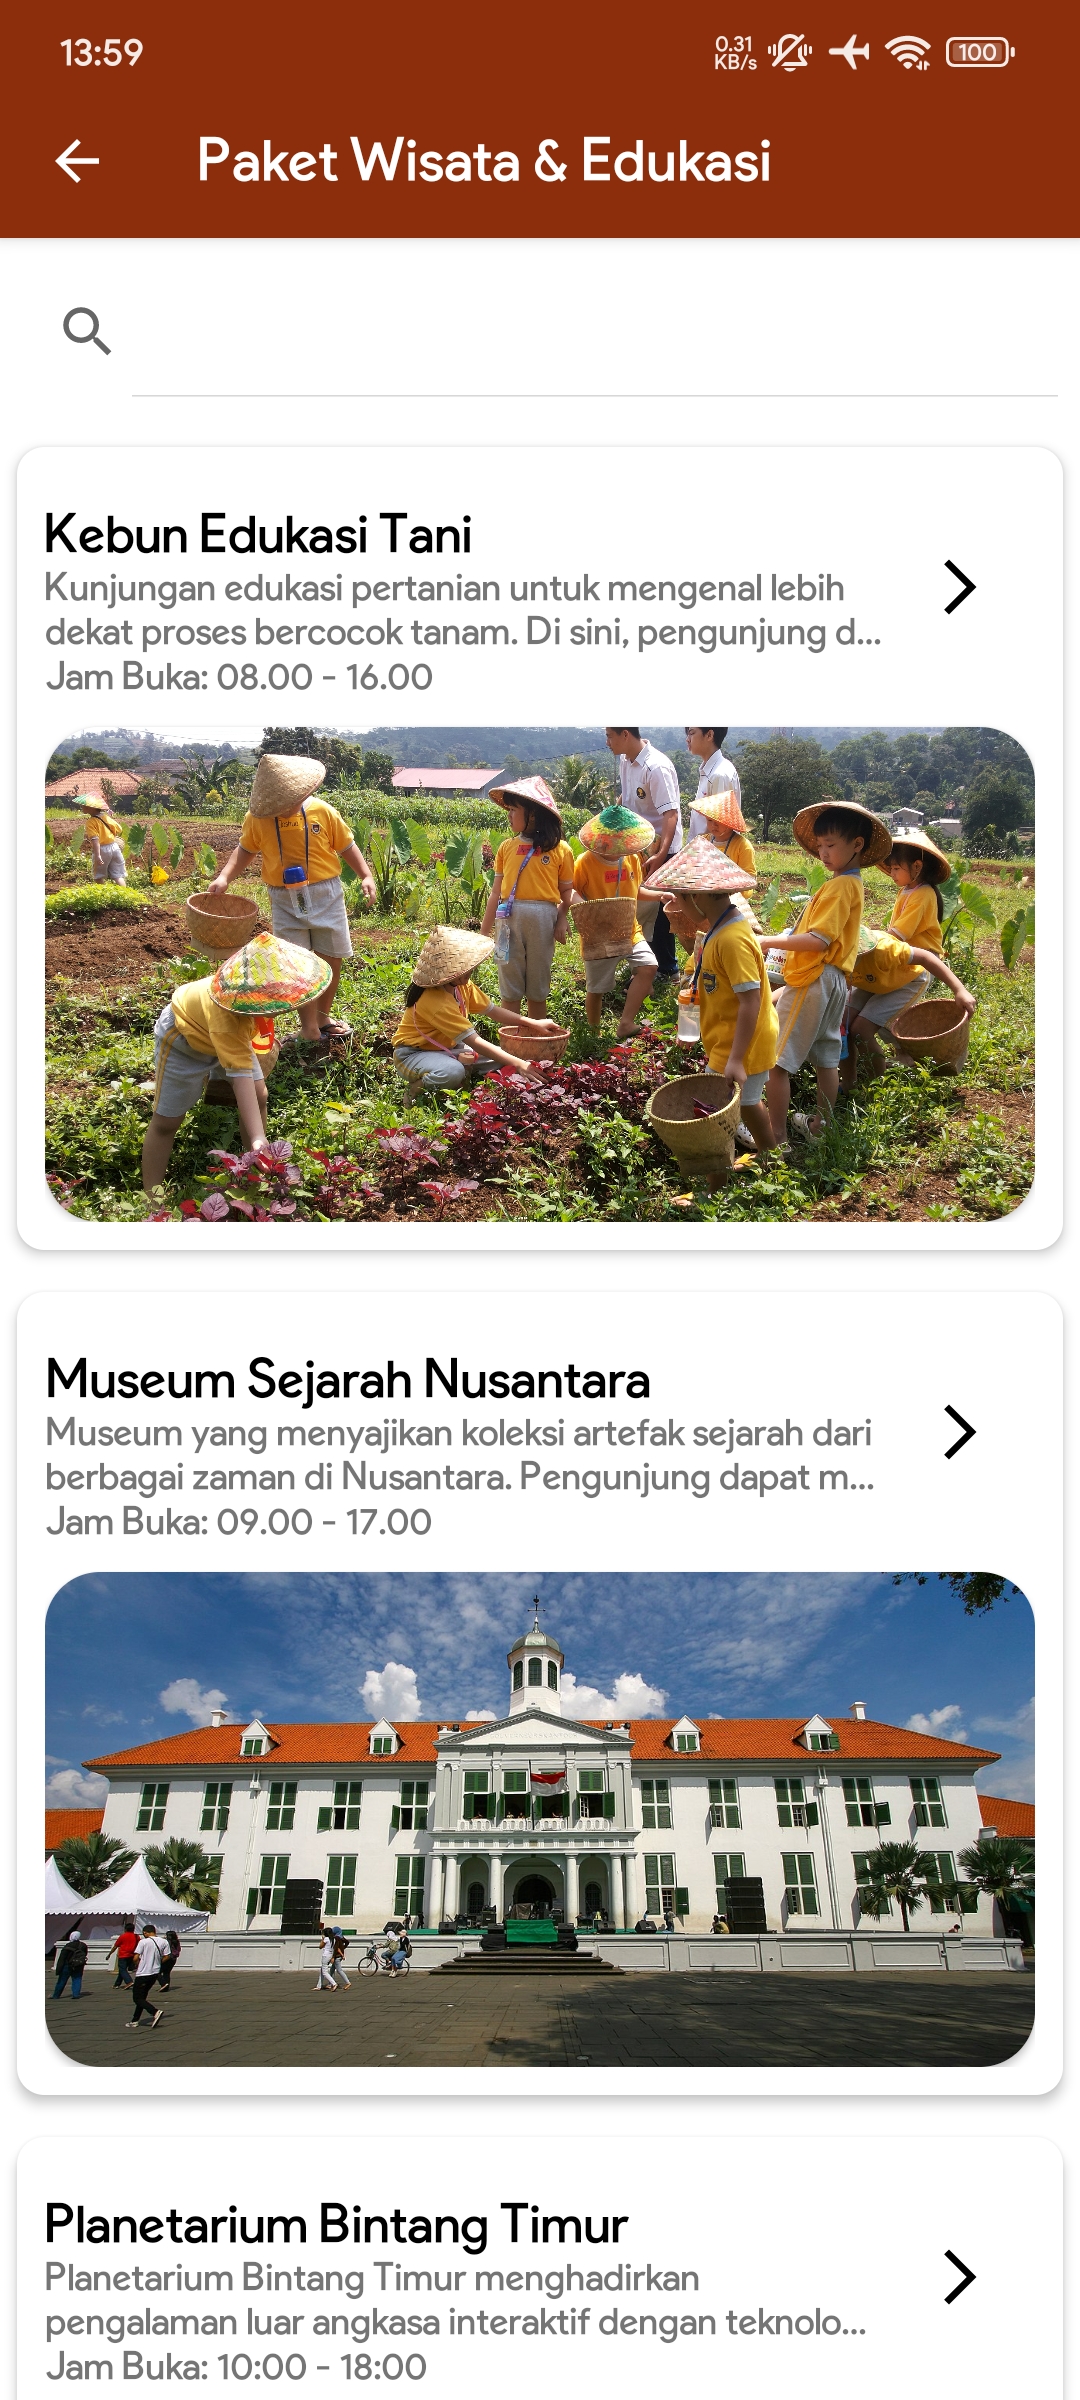 13:59
0.31
KB/s
100
Paket Wisata & Edukasi
Kebun Edukasi Tani
Kunjungan edukasi pertanian untuk mengenal lebih
dekat proses bercocok tanam. Di sini, pengunjung d...
Jam Buka: 08.00 - 16.00
Museum Sejarah Nusantara
Museum yang menyajikan koleksi artefak sejarah dari
berbagai zaman di Nusantara. Pengunjung dapat m...
Jam Buka: 09.00 - 17.00
Planetarium Bintang Timur
Planetarium Bintang Timur menghadirkan
pengalaman luar angkasa interaktif dengan teknolo...
Jam Buka: 10:00 - 18:00